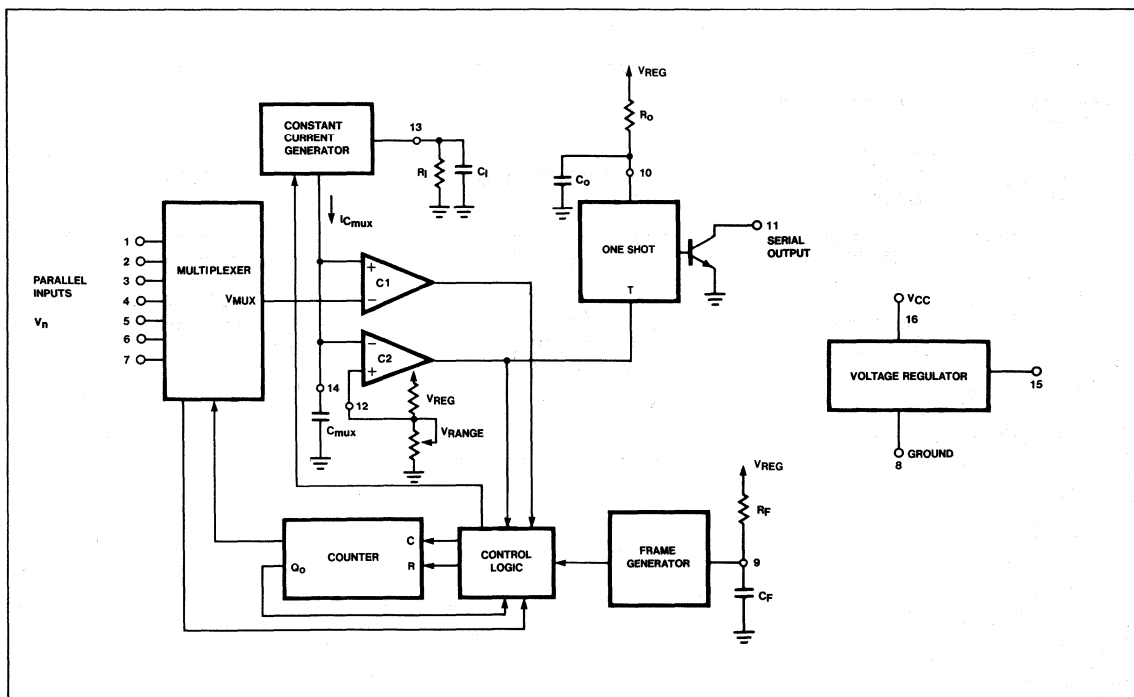 VREG
Ro
CONSTANT
CURRENT
GENERATOR
13
RI
CI
Co
10
ICmux
ONE SHOT
T
11
SERIAL
OUTPUT
PARALLEL
INPUTS
Vn
1
2
3
4
5
6
7
MULTIPLEXER
VMUX
+
C1
−
−
C2
+
14
12
Cmux
VREG
VRANGE
VCC
16
VOLTAGE REGULATOR
15
8
GROUND
COUNTER
Qo
C
R
CONTROL
LOGIC
FRAME
GENERATOR
VREG
RF
9
CF